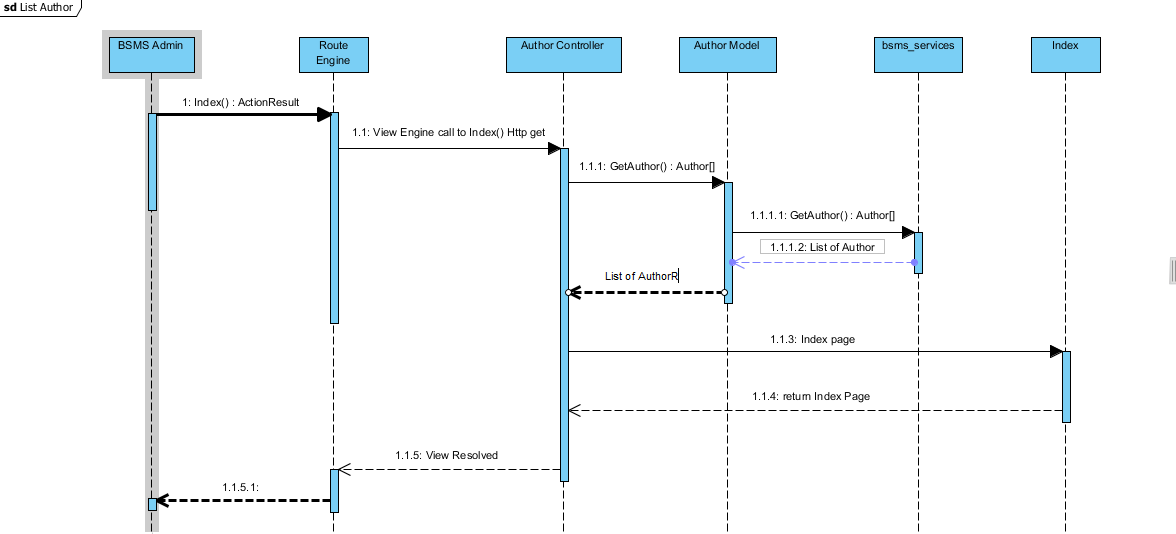 sd List Author
BSMS Admin
Route
Engine
Author Controller
Author Model
bsms_services
Index
1: Index() : ActionResult
1.1: View Engine call to Index() Http get
1.1.1: GetAuthor() : Author[]
1.1.1.1: GetAuthor() : Author[]
1.1.1.2: List of Author
List of AuthorR
1.1.3: Index page
1.1.4: return Index Page
1.1.5: View Resolved
1.1.5.1: